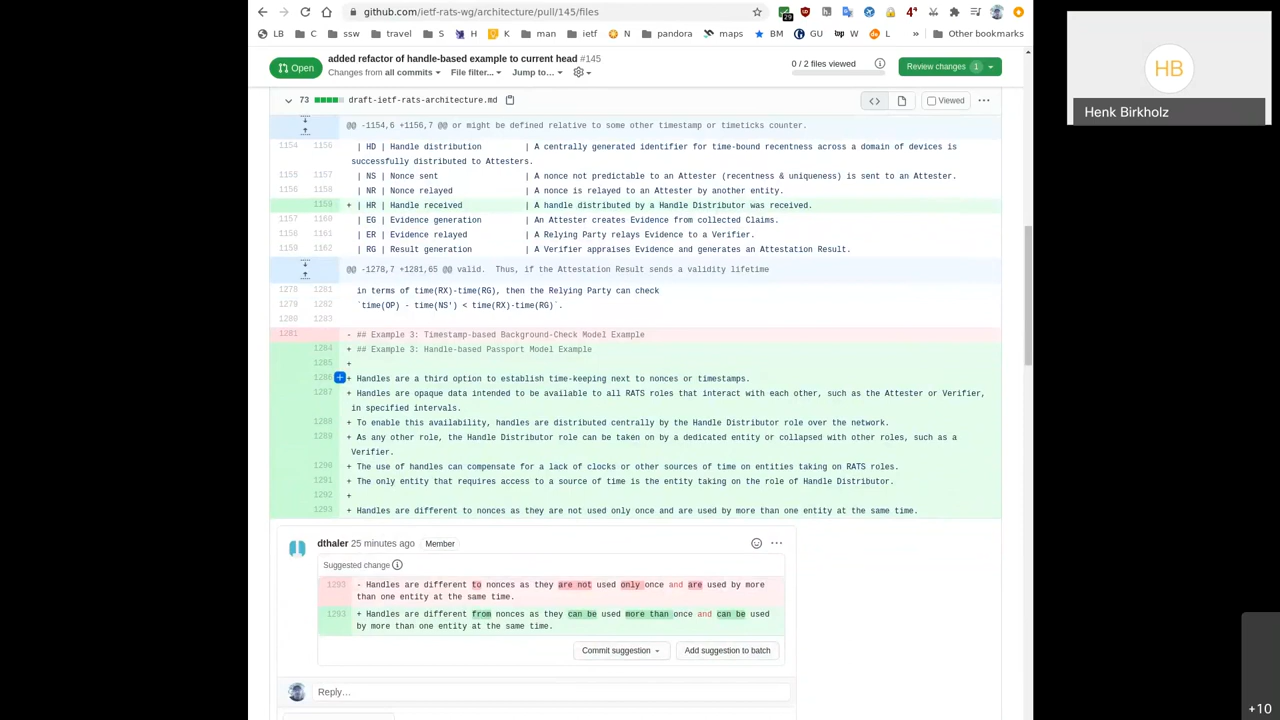 github.com/ietf-rats-wg/architecture/pull/145/files
29
4⁹
LB C ssw travel S H K man ietf N pandora maps BM GU W L » Other bookmarks
Open
added refactor of handle-based example to current head #145
Changes from all commits File filter... Jump to...
0 / 2 files viewed
Review changes 1
73 draft-ietf-rats-architecture.md
Viewed
@@ -1154,6 +1156,7 @@ or might be defined relative to some other timestamp or timeticks counter.
1154 1156 | HD | Handle distribution | A centrally generated identifier for time-bound recentness across a domain of devices is
successfully distributed to Attesters.
1155 1157 | NS | Nonce sent | A nonce not predictable to an Attester (recentness & uniqueness) is sent to an Attester.
1156 1158 | NR | Nonce relayed | A nonce is relayed to an Attester by another entity.
1159 + | HR | Handle received | A handle distributed by a Handle Distributor was received.
1157 1160 | EG | Evidence generation | An Attester creates Evidence from collected Claims.
1158 1161 | ER | Evidence relayed | A Relying Party relays Evidence to a Verifier.
1159 1162 | RG | Result generation | A Verifier appraises Evidence and generates an Attestation Result.
@@ -1278,7 +1281,65 @@ valid. Thus, if the Attestation Result sends a validity lifetime
1278 1281 in terms of time(RX)-time(RG), then the Relying Party can check
1279 1282 `time(OP) - time(NS') < time(RX)-time(RG)`.
1280 1283
1281 - ## Example 3: Timestamp-based Background-Check Model Example
1284 + ## Example 3: Handle-based Passport Model Example
1285 +
1286 + Handles are a third option to establish time-keeping next to nonces or timestamps.
1287 + Handles are opaque data intended to be available to all RATS roles that interact with each other, such as the Attester or Verifier,
in specified intervals.
1288 + To enable this availability, handles are distributed centrally by the Handle Distributor role over the network.
1289 + As any other role, the Handle Distributor role can be taken on by a dedicated entity or collapsed with other roles, such as a
Verifier.
1290 + The use of handles can compensate for a lack of clocks or other sources of time on entities taking on RATS roles.
1291 + The only entity that requires access to a source of time is the entity taking on the role of Handle Distributor.
1292 +
1293 + Handles are different to nonces as they are not used only once and are used by more than one entity at the same time.
dthaler 25 minutes ago Member
Suggested change
1293 - Handles are different to nonces as they are not used only once and are used by more
than one entity at the same time.
1293 + Handles are different from nonces as they can be used more than once and can be used
by more than one entity at the same time.
Commit suggestion Add suggestion to batch
Reply...
HB
Henk Birkholz
+10